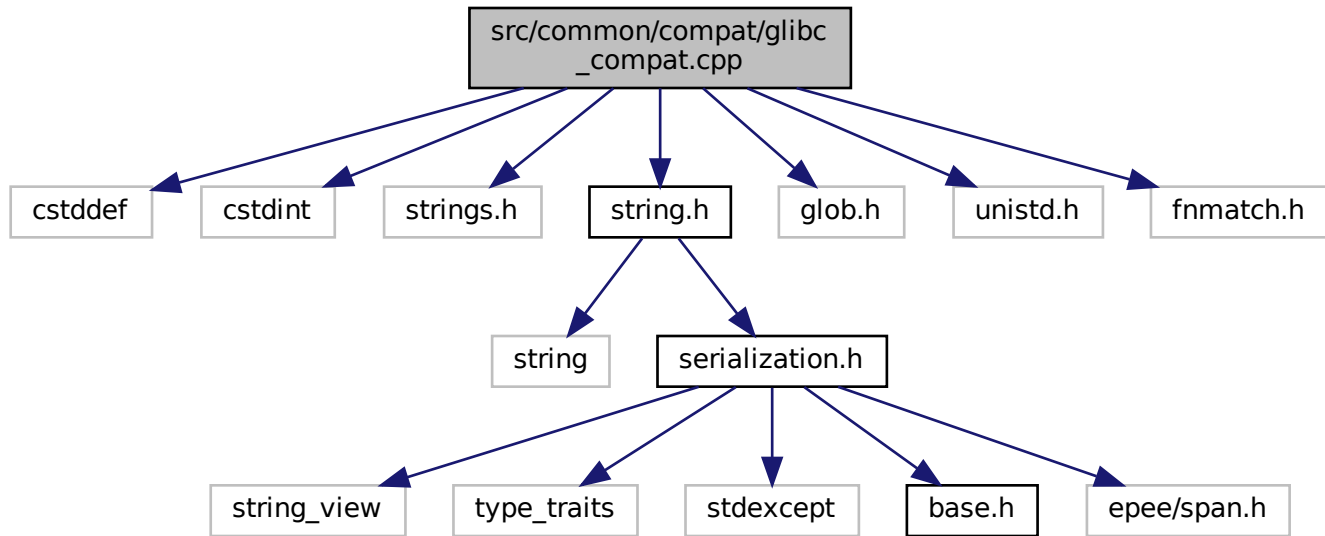 src/common/compat/glibc
_compat.cpp
cstddef
cstdint
strings.h
string.h
glob.h
unistd.h
fnmatch.h
string
serialization.h
string_view
type_traits
stdexcept
base.h
epee/span.h